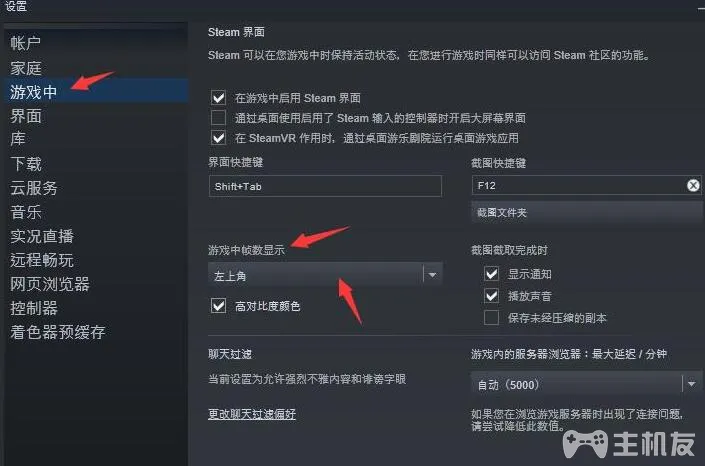 设置
帐户
家庭
游戏中
界面
库
下载
云服务
音乐
实况直播
远程畅玩
网页浏览器
控制器
着色器预缓存
Steam 界面
Steam 可以在您游戏中时保持活动状态，在您进行游戏时同样可以访问 Steam 社区的功能。
在游戏中启用 Steam 界面
通过桌面使用启用了 Steam 输入的控制器时开启大屏幕界面
在 SteamVR 作用时，通过桌面游乐剧院运行桌面游戏应用
界面快捷键
Shift+Tab
截图快捷键
F12
截图文件夹
游戏中帧数显示
左上角
高对比度颜色
截图截取完成时
显示通知
播放声音
保存未经压缩的副本
聊天过滤
当前设置为允许强烈不雅内容和诽谤字眼
更改聊天过滤偏好
游戏内的服务器浏览器：最大延迟 / 分钟
自动（5000）
如果您在浏览游戏服务器时出现了连接问题，
请尝试降低此数值。
主机友